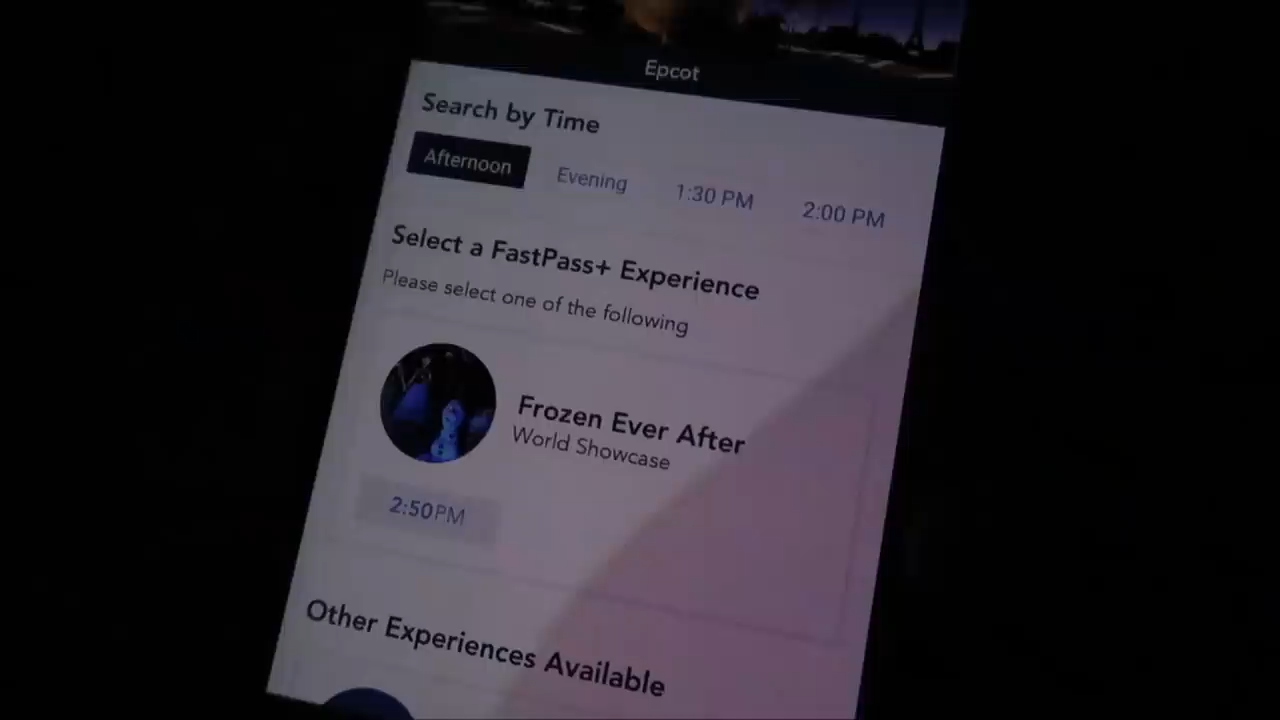 Epcot
Search by Time
Afternoon Evening 1:30 PM 2:00 PM
Select a FastPass+ Experience
Please select one of the following
Frozen Ever After
World Showcase
2:50PM
Other Experiences Available